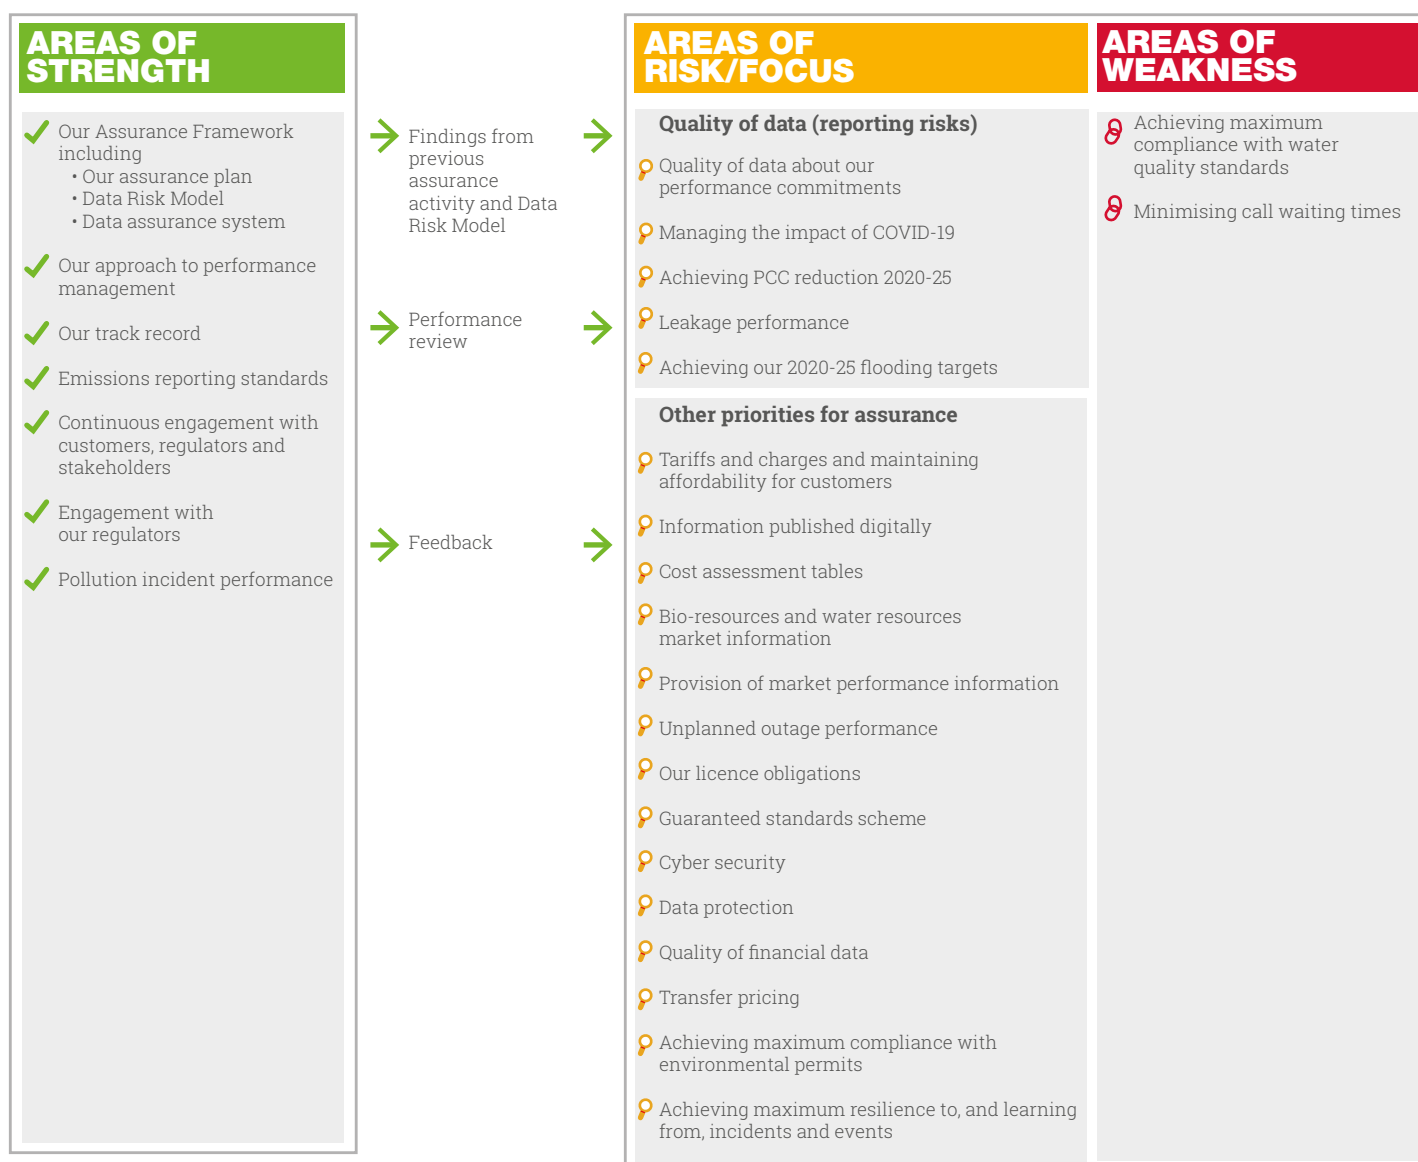 AREAS OF
STRENGTH
Our Assurance Framework
including
• Our assurance plan
• Data Risk Model
• Data assurance system
Our approach to performance
management
Our track record
Emissions reporting standards
Continuous engagement with
customers, regulators and
stakeholders
Engagement with
our regulators
Pollution incident performance
Findings from
previous
assurance
activity and Data
Risk Model
Performance
review
Feedback
AREAS OF
RISK/FOCUS
Quality of data (reporting risks)
Quality of data about our
performance commitments
Managing the impact of COVID-19
Achieving PCC reduction 2020-25
Leakage performance
Achieving our 2020-25 flooding targets
Other priorities for assurance
Tariffs and charges and maintaining
affordability for customers
Information published digitally
Cost assessment tables
Bio-resources and water resources
market information
Provision of market performance information
Unplanned outage performance
Our licence obligations
Guaranteed standards scheme
Cyber security
Data protection
Quality of financial data
Transfer pricing
Achieving maximum compliance with
environmental permits
Achieving maximum resilience to, and learning
from, incidents and events
AREAS OF
WEAKNESS
Achieving maximum
compliance with water
quality standards
Minimising call waiting times